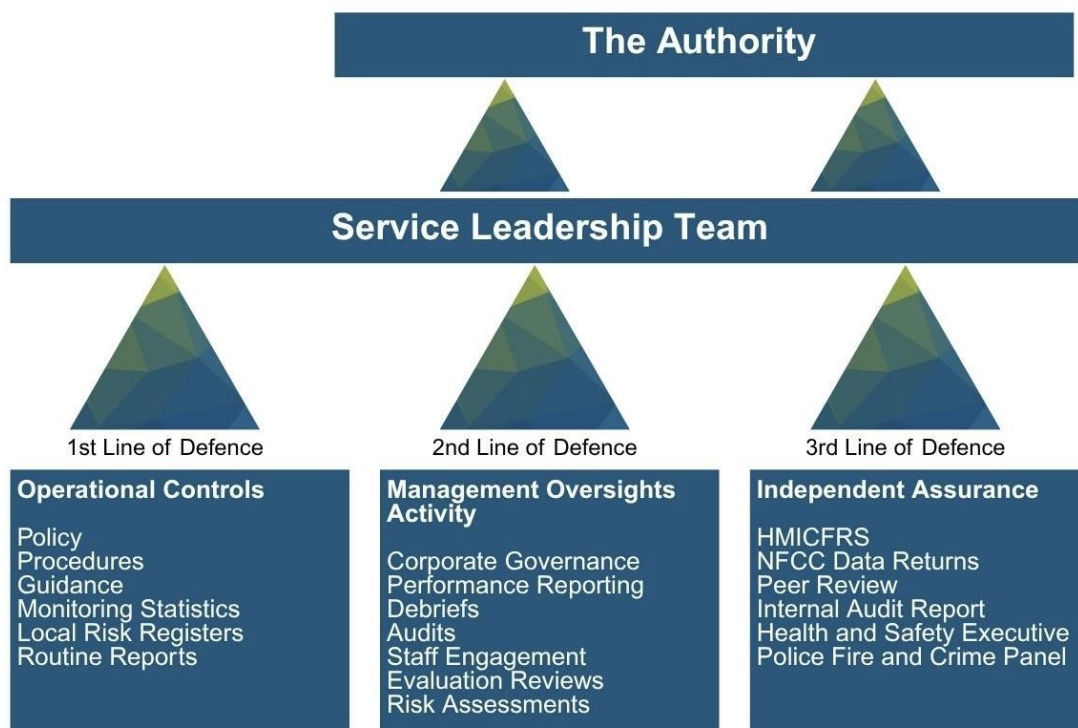 The Authority
Service Leadership Team
1st Line of Defence
2nd Line of Defence
3rd Line of Defence
Operational Controls
Policy
Procedures
Guidance
Monitoring Statistics
Local Risk Registers
Routine Reports
Management Oversights
Activity
Corporate Governance
Performance Reporting
Debriefs
Audits
Staff Engagement
Evaluation Reviews
Risk Assessments
Independent Assurance
HMICFRS
NFCC Data Returns
Peer Review
Internal Audit Report
Health and Safety Executive
Police Fire and Crime Panel